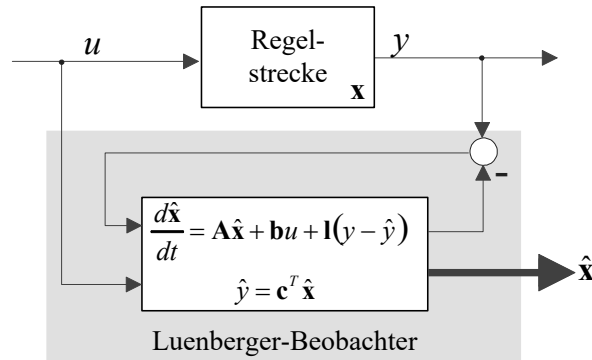 u
Regel-
strecke
x
y
-
dx̂/dt = Ax̂ + bu + l(y − ŷ)
ŷ = cᵀx̂
x̂
Luenberger-Beobachter